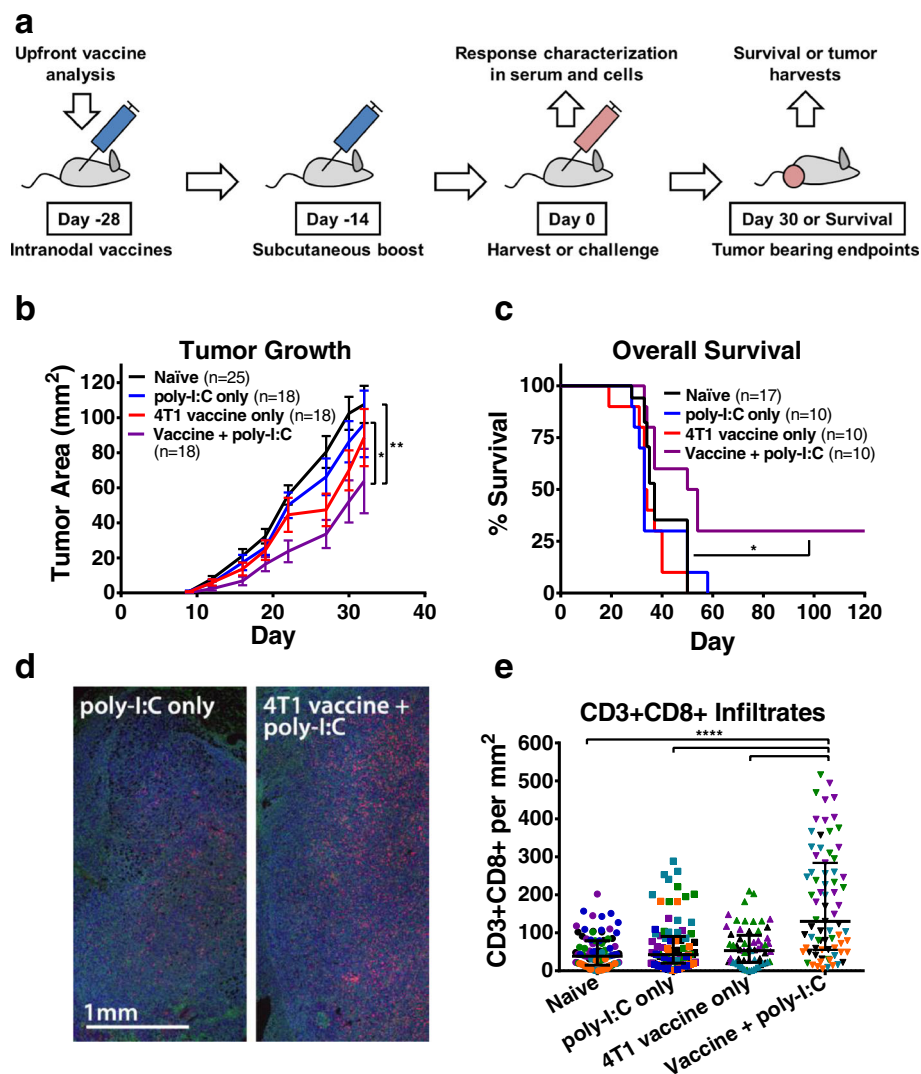 a
Upfront vaccine
analysis
Response characterization
in serum and cells
Survival or tumor
harvests
Day -28
Day -14
Day 0
Day 30 or Survival
Intranodal vaccines
Subcutaneous boost
Harvest or challenge
Tumor bearing endpoints
b
Tumor Growth
Tumor Area (mm2)
120
100
80
60
40
20
0
Naïve (n=25)
poly-I:C only (n=18)
4T1 vaccine only (n=18)
Vaccine + poly-I:C
(n=18)
*
**
0 10 20 30 40
Day
c
Overall Survival
% Survival
100
75
50
25
0
Naïve (n=17)
poly-I:C only (n=10)
4T1 vaccine only (n=10)
Vaccine + poly-I:C (n=10)
*
0 20 40 60 80 100 120
Day
d
poly-I:C only
1mm
4T1 vaccine +
poly-I:C
e
CD3+CD8+ Infiltrates
****
CD3+CD8+ per mm2
600
500
400
300
200
100
0
Naive
poly-I:C only
4T1 vaccine only
Vaccine + poly-I:C